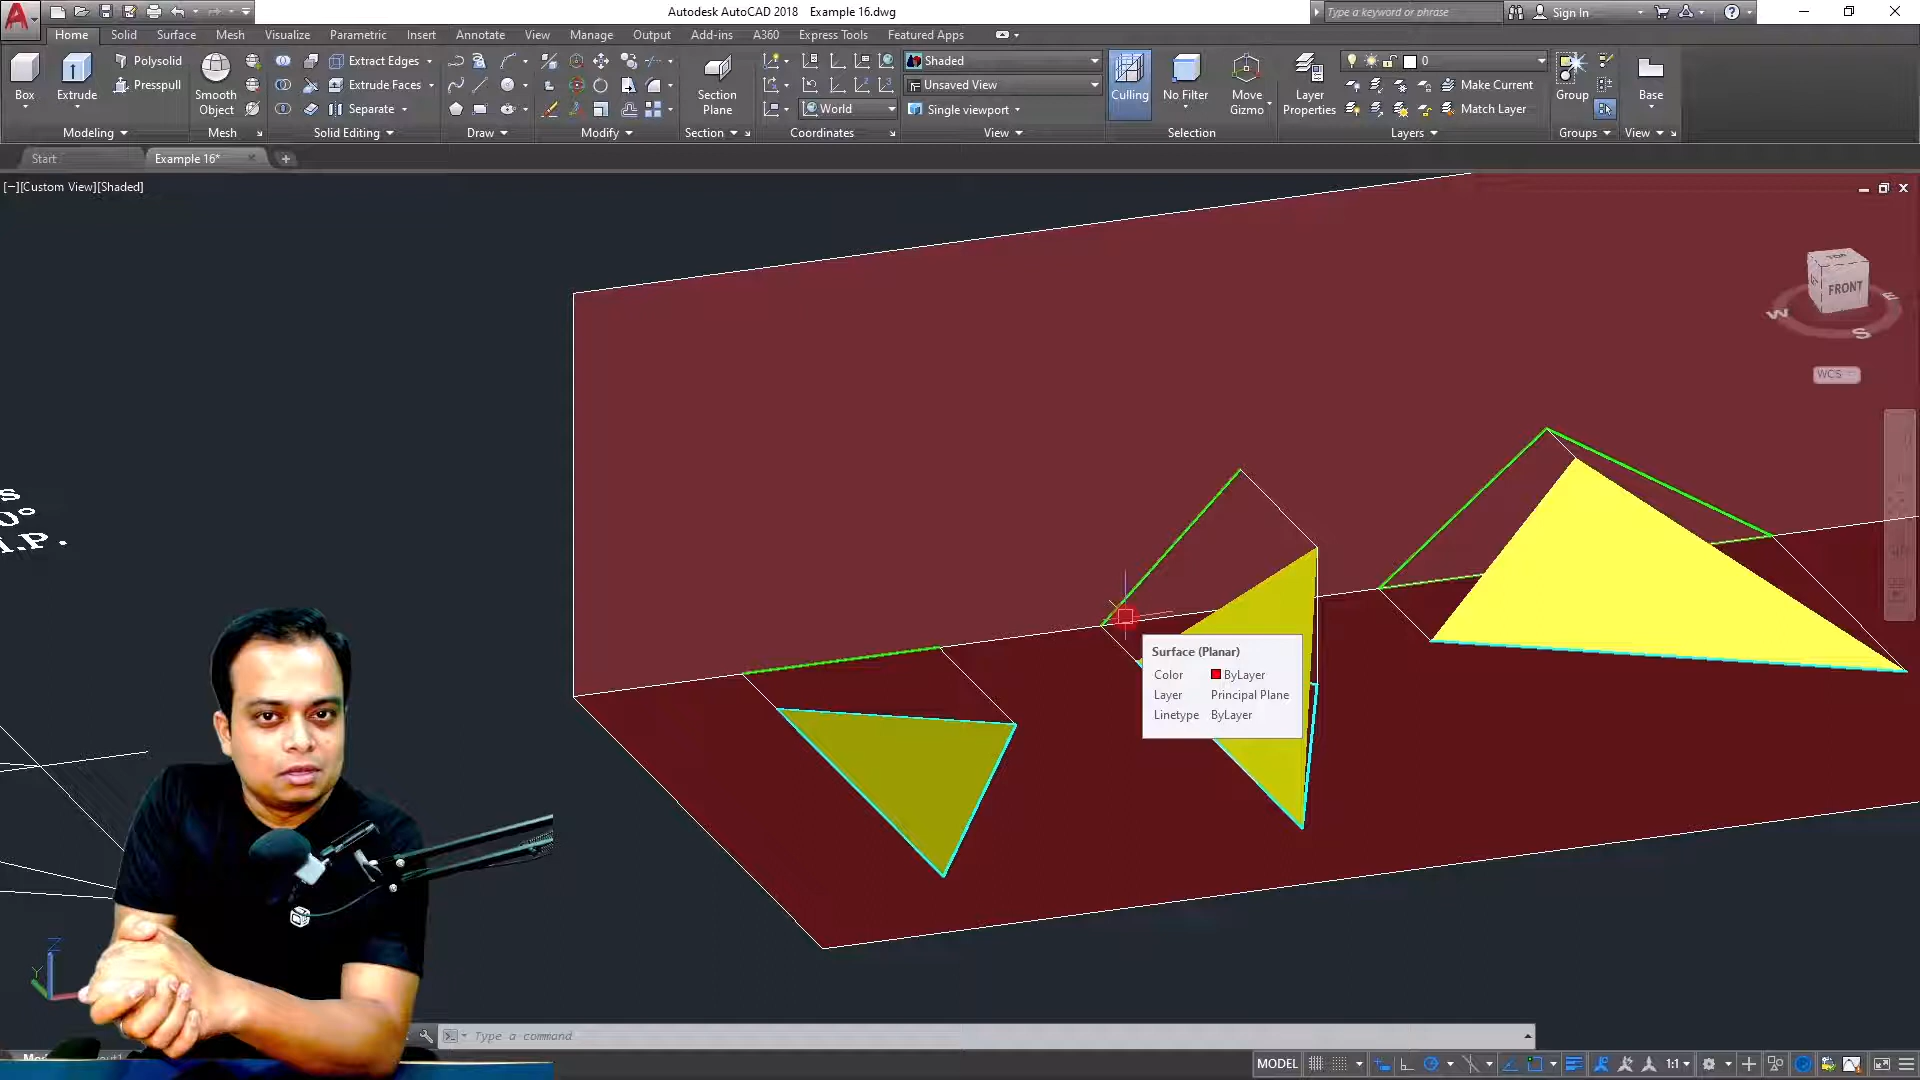 Autodesk AutoCAD 2018 Example 16.dwg
Type a keyword or phrase
Sign In
Home Solid Surface Mesh Visualize Parametric Insert Annotate View Manage Output Add-ins A360 Express Tools Featured Apps
Box
Extrude
Polysolid
Presspull
Smooth
Object
Extract Edges
Extrude Faces
Separate
Section
Plane
World
Shaded
Unsaved View
Single viewport
Culling
No Filter
Move
Gizmo
Layer
Properties
0
Make Current
Match Layer
Group
Base
Modeling
Mesh
Solid Editing
Draw
Modify
Section
Coordinates
View
Selection
Layers
Groups
View
Start
Example 16*
[−][Custom View][Shaded]
TOP
FRONT
W
S
E
WCS
s
0°
I.P.
Surface (Planar)
Color ByLayer
Layer Principal Plane
Linetype ByLayer
Z
Y
Type a command
MODEL
1:1